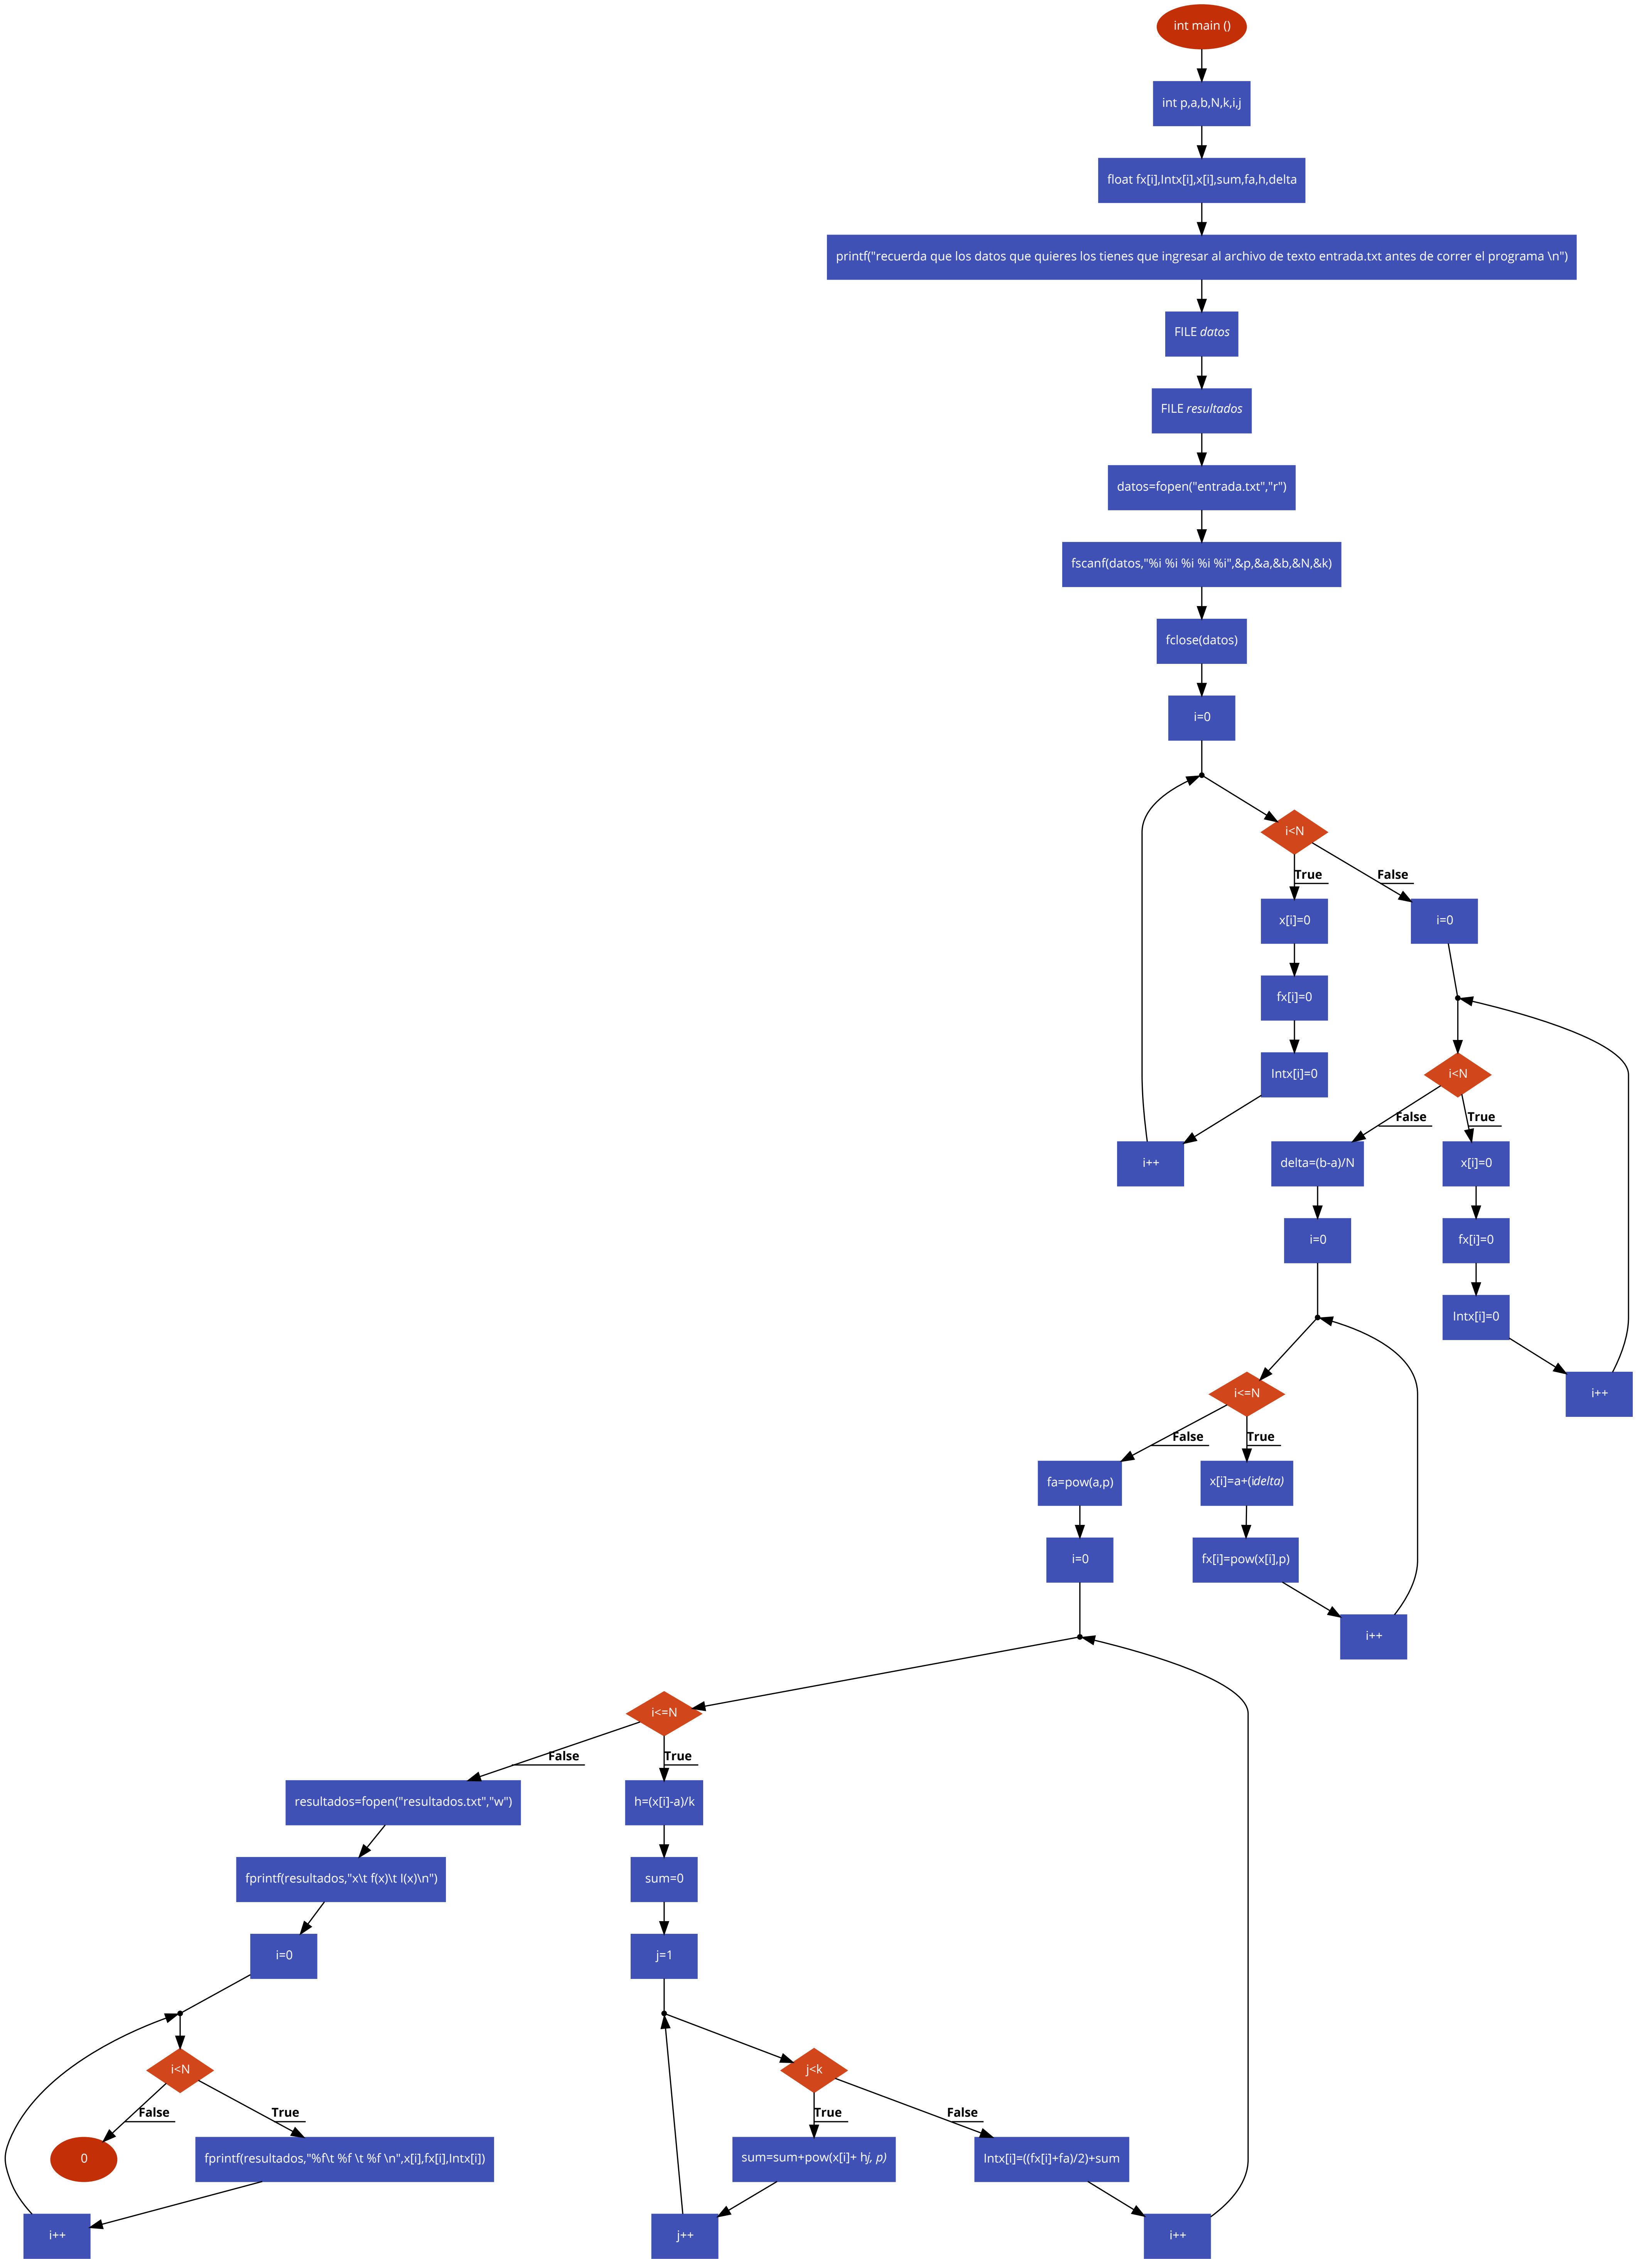 int main ()
int p,a,b,N,k,i,j
float fx[i],Intx[i],x[i],sum,fa,h,delta
printf("recuerda que los datos que quieres los tienes que ingresar al archivo de texto entrada.txt antes de correr el programa \n")
FILE datos
FILE resultados
datos=fopen("entrada.txt","r")
fscanf(datos,"%i %i %i %i %i",&p,&a,&b,&N,&k)
fclose(datos)
i=0
i<N
True
False
x[i]=0
i=0
fx[i]=0
Intx[i]=0
i++
i<N
False
True
delta=(b-a)/N
x[i]=0
i=0
fx[i]=0
Intx[i]=0
i++
i<=N
False
True
fa=pow(a,p)
x[i]=a+(idelta)
i=0
fx[i]=pow(x[i],p)
i++
i<=N
False
True
resultados=fopen("resultados.txt","w")
h=(x[i]-a)/k
fprintf(resultados,"x\t f(x)\t I(x)\n")
sum=0
i=0
j=1
i<N
j<k
False
True
True
False
0
fprintf(resultados,"%f\t %f \t %f \n",x[i],fx[i],Intx[i])
sum=sum+pow(x[i]+ hj, p)
Intx[i]=((fx[i]+fa)/2)+sum
i++
j++
i++